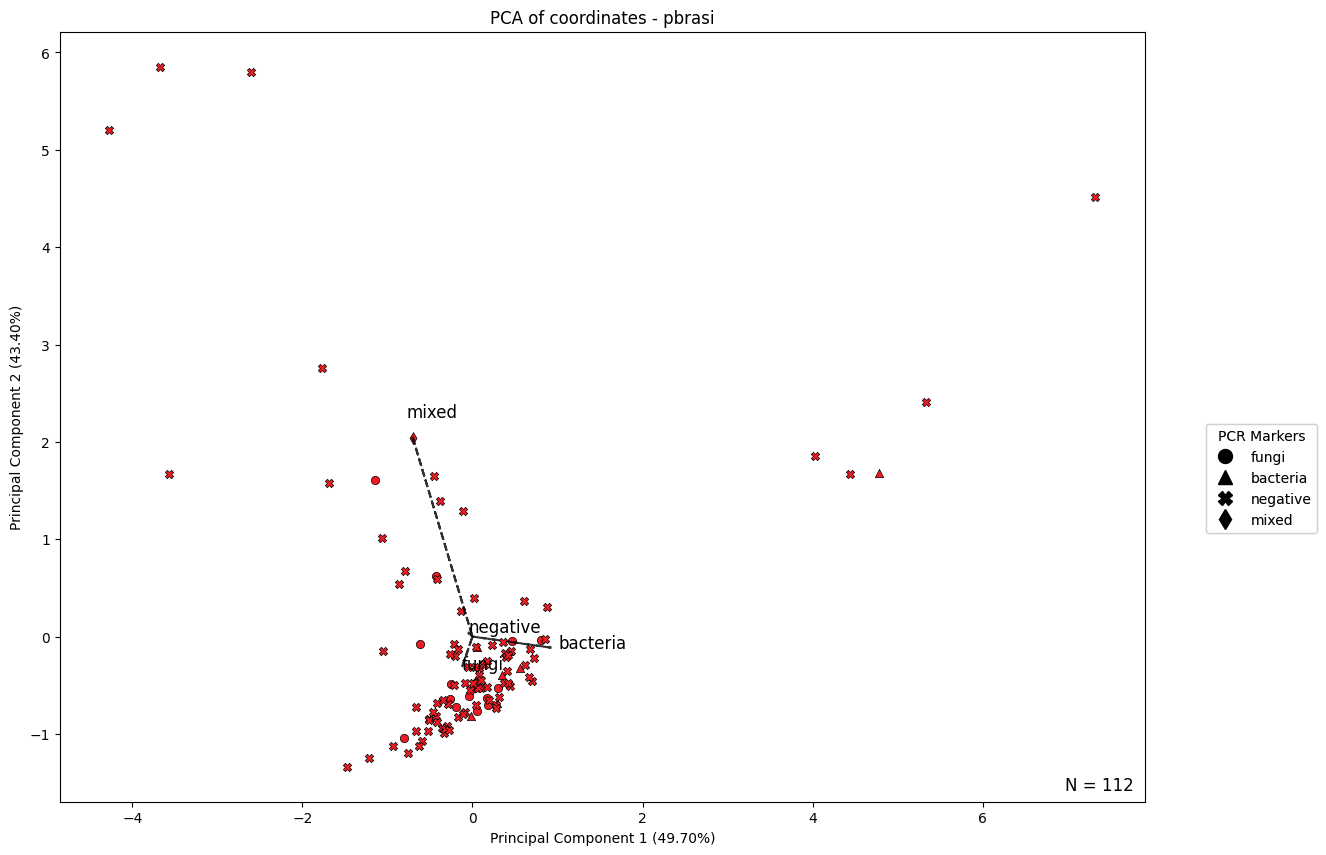 PCA of coordinates - pbrasi
Principal Component 2 (43.40%)
6
5
4
3
2
1
0
−1
mixed
negative
bacteria
fungi
N = 112
−4
−2
0
2
4
6
Principal Component 1 (49.70%)
PCR Markers
fungi
bacteria
negative
mixed